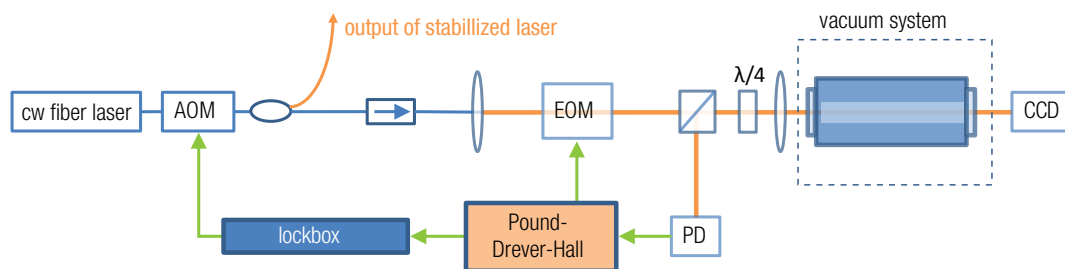 output of stabillized laser
vacuum system
λ/4
cw fiber laser
AOM
EOM
CCD
lockbox
Pound-
Drever-Hall
PD